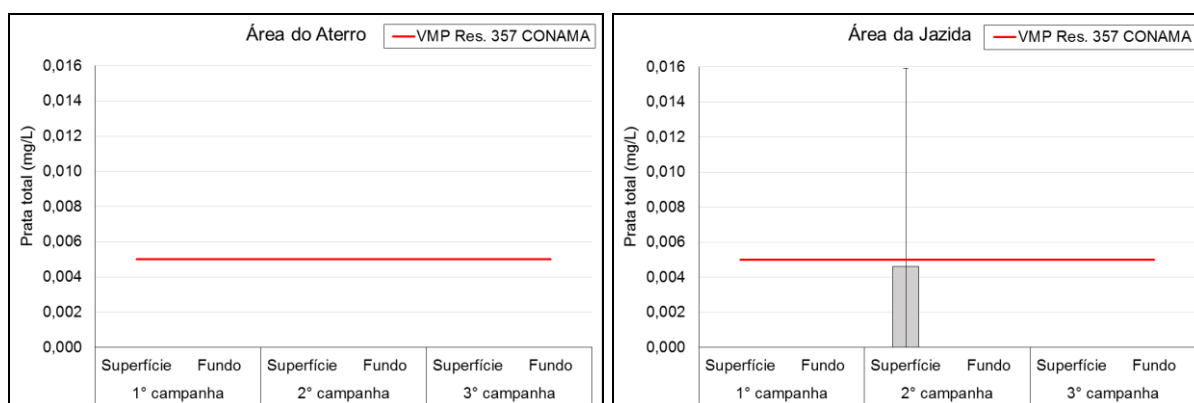 Área do Aterro
VMP Res. 357 CONAMA
Prata total (mg/L)
0,016
0,014
0,012
0,010
0,008
0,006
0,004
0,002
0,000
Superfície Fundo Superfície Fundo Superfície Fundo
1° campanha 2° campanha 3° campanha
Área da Jazida
VMP Res. 357 CONAMA
Prata total (mg/L)
0,016
0,014
0,012
0,010
0,008
0,006
0,004
0,002
0,000
Superfície Fundo Superfície Fundo Superfície Fundo
1° campanha 2° campanha 3° campanha